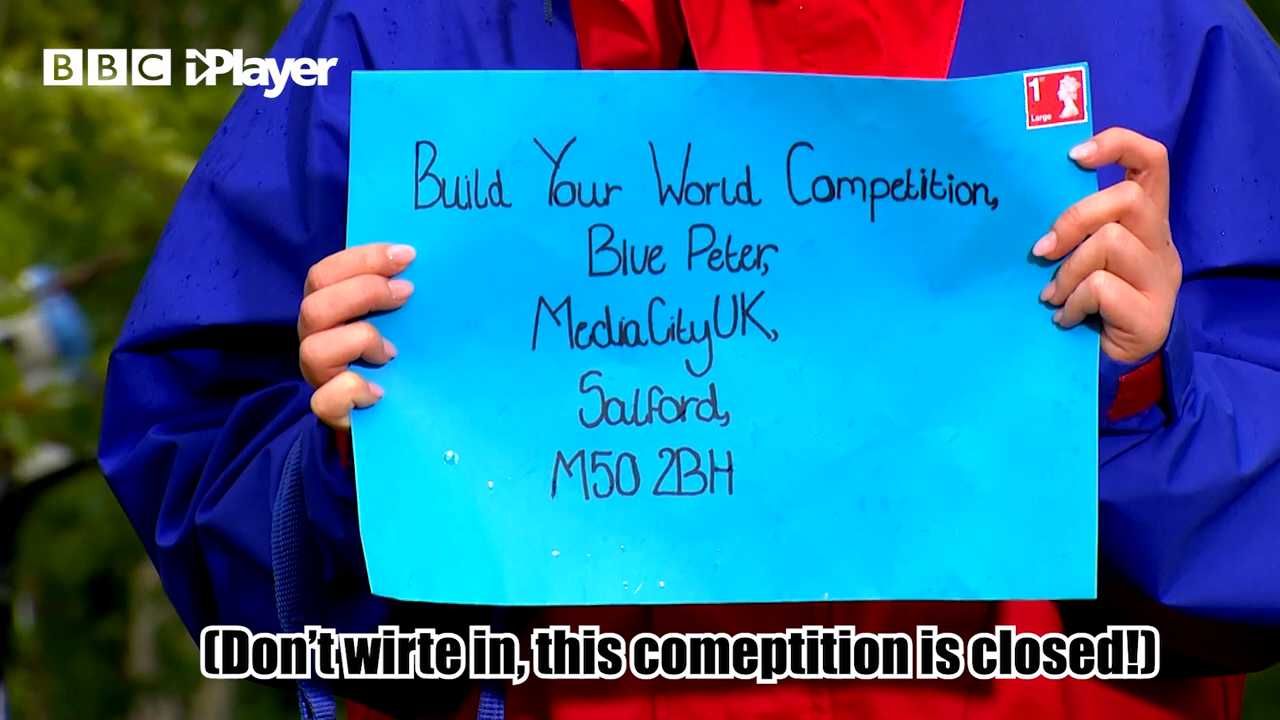 BBC iPlayer
1ST
Large
Build Your World Competition,
Blue Peter,
MediaCityUK,
Salford,
M50 2BH
(Don't wirte in, this comeptition is closed!)